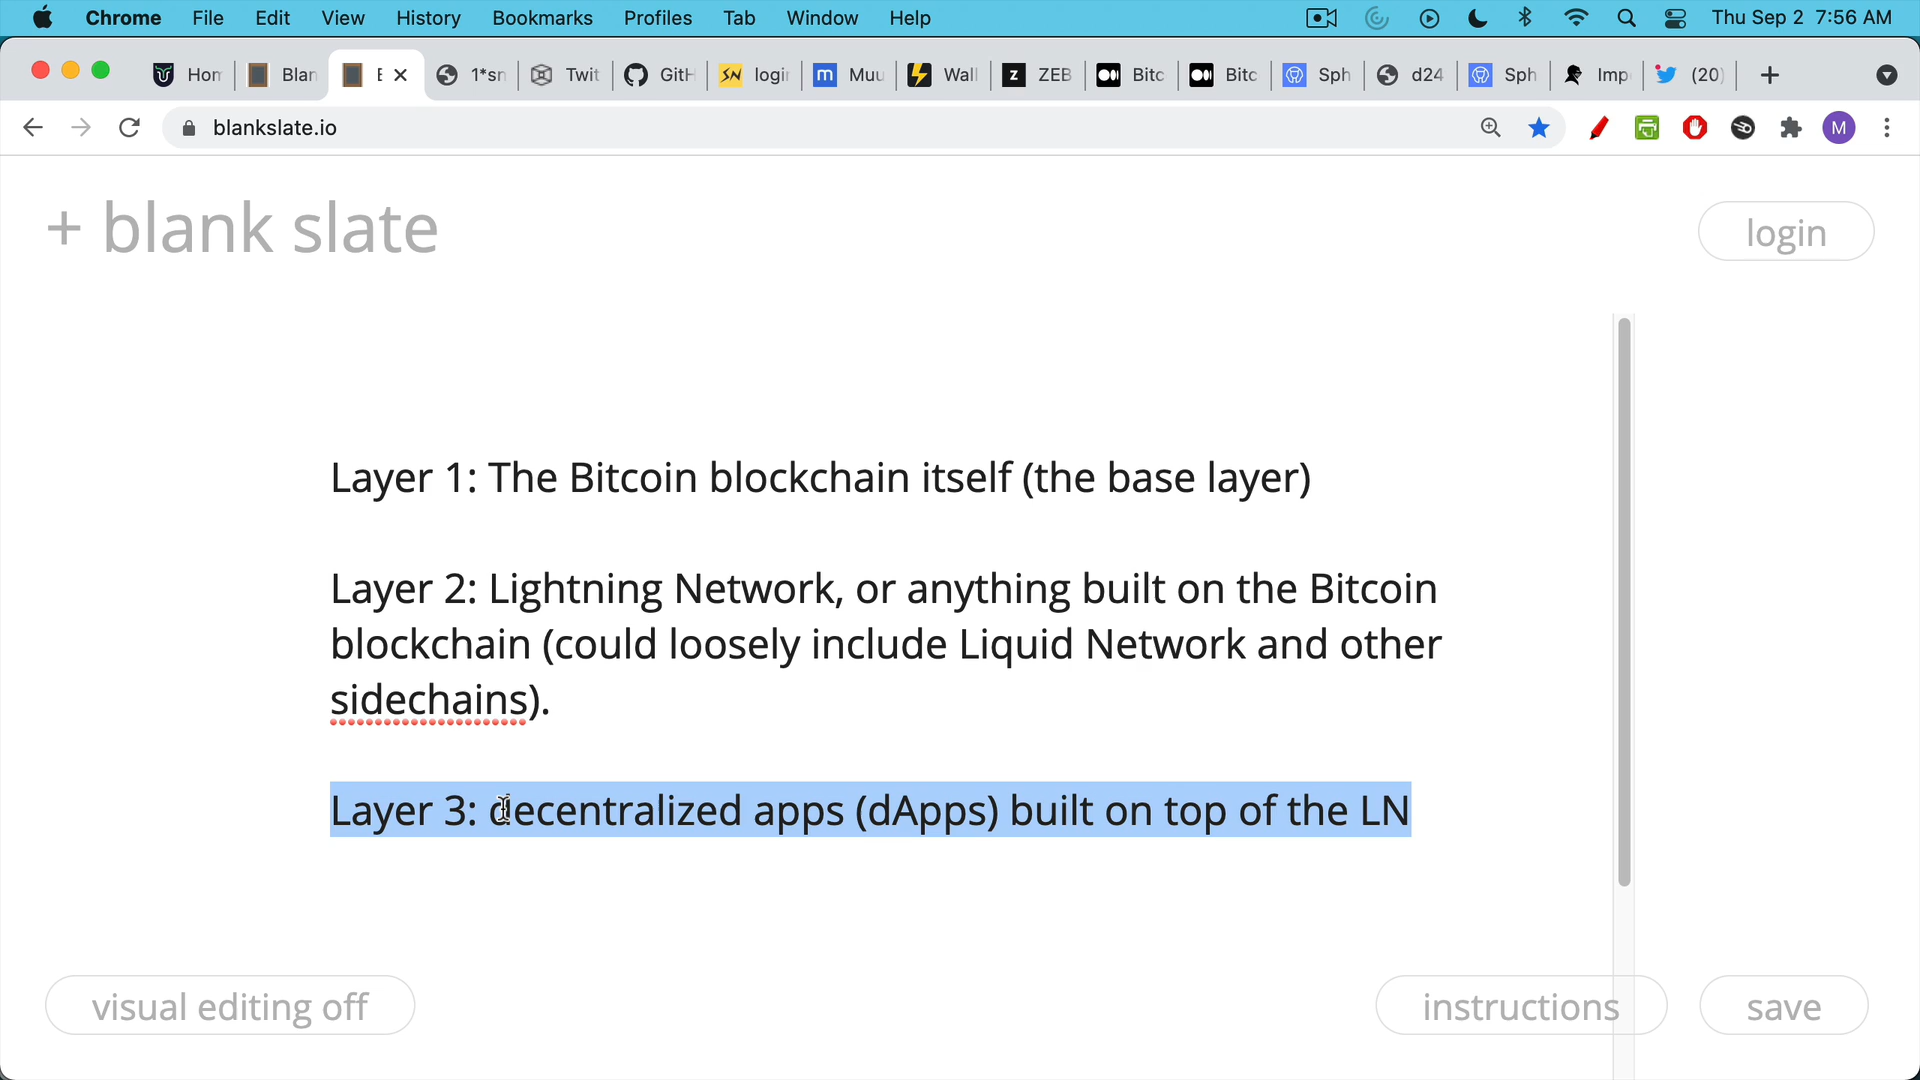 Chrome File Edit View History Bookmarks Profiles Tab Window Help Thu Sep 2 7:56 AM
Hom Blan E 1*sn Twit GitH SN login m Muu Wall Z ZEB Bitc Bitc Sph d24 Sph Imp (20)
blankslate.io M
+ blank slate login
Layer 1: The Bitcoin blockchain itself (the base layer)
Layer 2: Lightning Network, or anything built on the Bitcoin
blockchain (could loosely include Liquid Network and other
sidechains).
Layer 3: decentralized apps (dApps) built on top of the LN
visual editing off instructions save